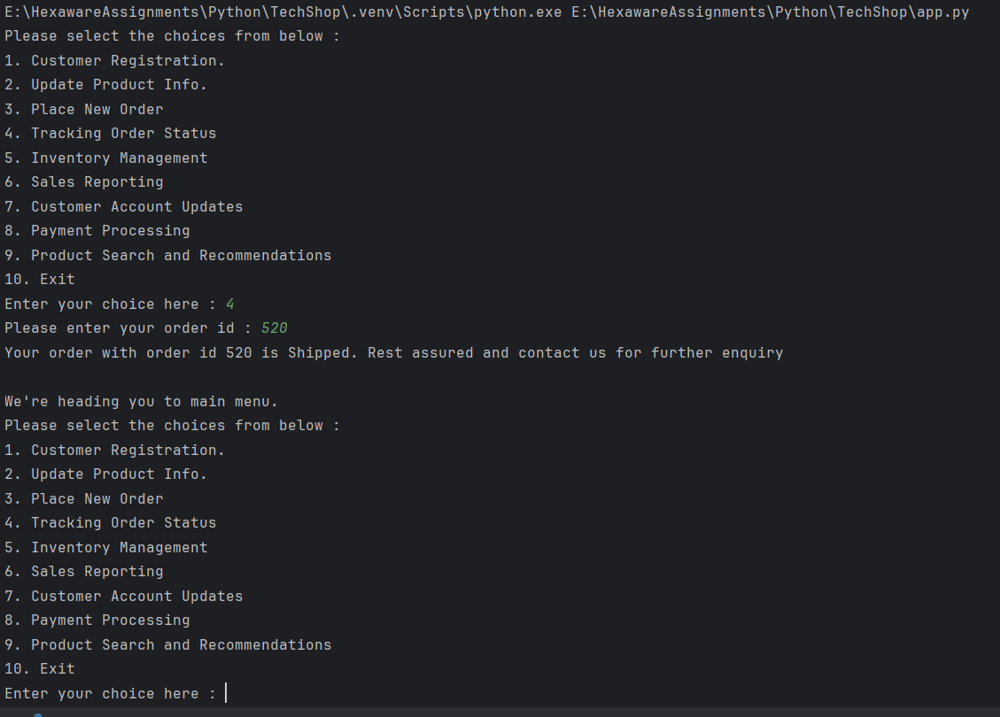 E:\HexawareAssignments\Python\TechShop\.venv\Scripts\python.exe E:\HexawareAssignments\Python\TechShop\app.py
Please select the choices from below :
1. Customer Registration.
2. Update Product Info.
3. Place New Order
4. Tracking Order Status
5. Inventory Management
6. Sales Reporting
7. Customer Account Updates
8. Payment Processing
9. Product Search and Recommendations
10. Exit
Enter your choice here : 4
Please enter your order id : 520
Your order with order id 520 is Shipped. Rest assured and contact us for further enquiry
We're heading you to main menu.
Please select the choices from below :
1. Customer Registration.
2. Update Product Info.
3. Place New Order
4. Tracking Order Status
5. Inventory Management
6. Sales Reporting
7. Customer Account Updates
8. Payment Processing
9. Product Search and Recommendations
10. Exit
Enter your choice here :